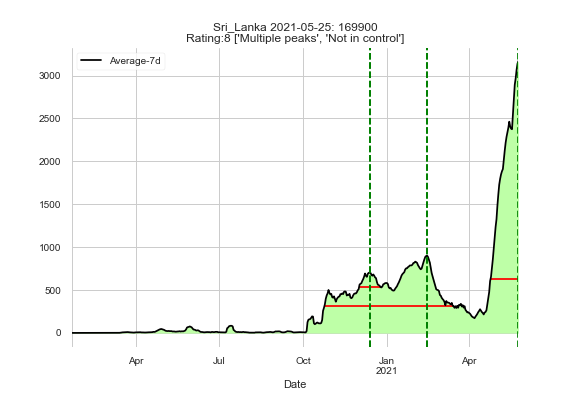 Sri_Lanka 2021-05-25: 169900
Rating:8 ['Multiple peaks', 'Not in control']
Average-7d
3000
2500
2000
1500
1000
500
0
Apr Jul Oct Jan Apr
2021
Date